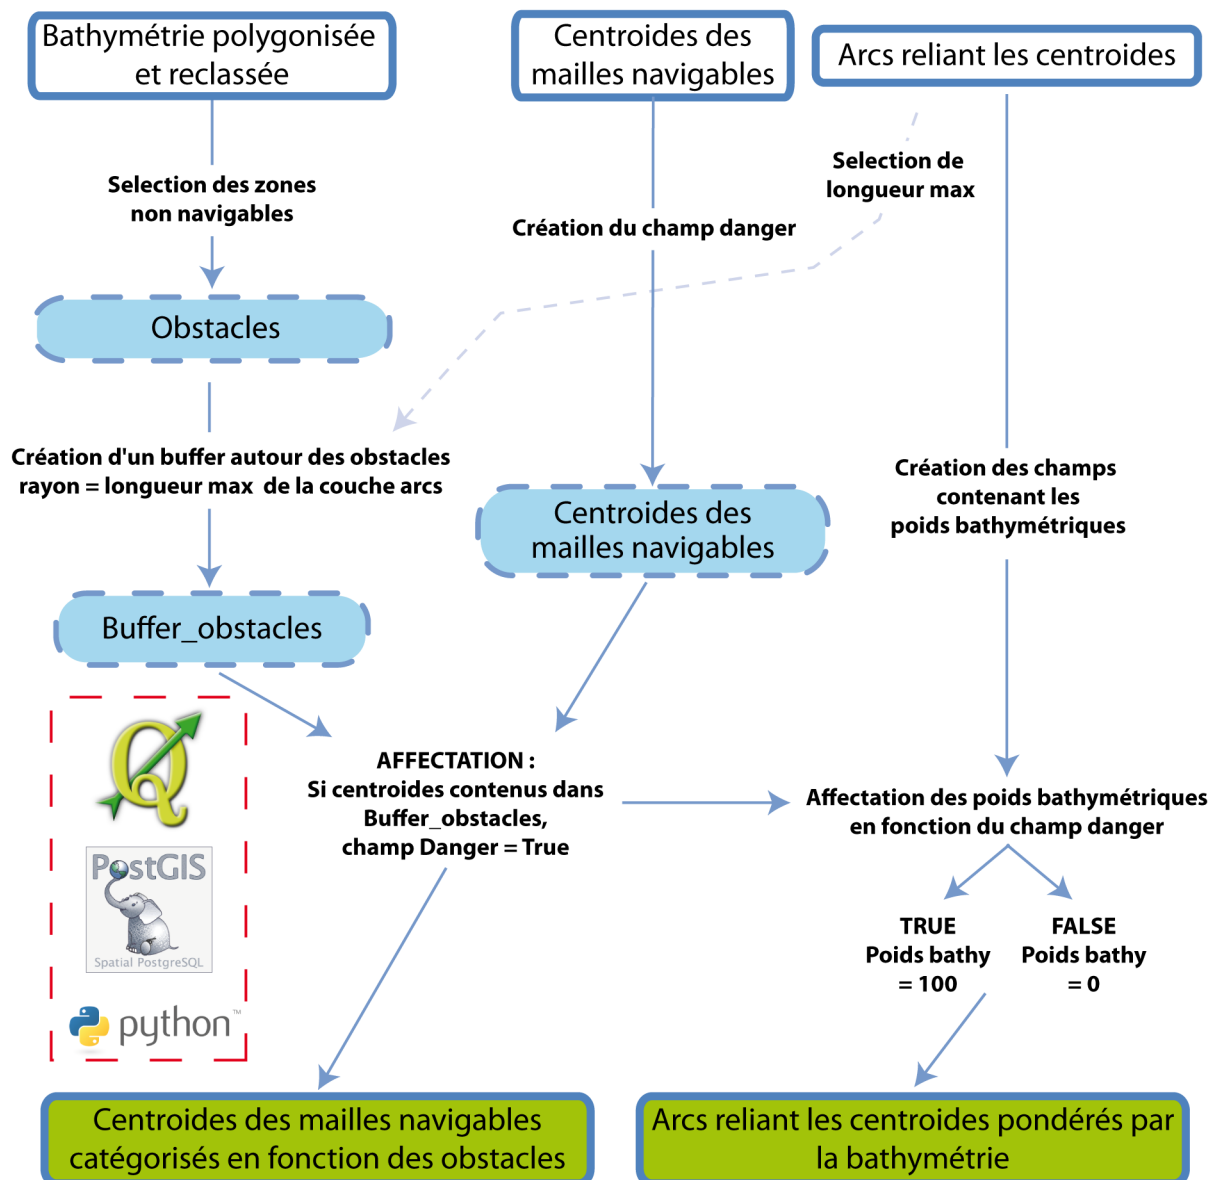 Bathymétrie polygonisée
et reclassée
Centroides des
mailles navigables
Arcs reliant les centroides
Selection des zones
non navigables
Création du champ danger
Selection de
longueur max
Obstacles
Création d'un buffer autour des obstacles
rayon = longueur max de la couche arcs
Centroides des
mailles navigables
Création des champs
contenant les
poids bathymétriques
Buffer_obstacles
AFFECTATION :
Si centroides contenus dans
Buffer_obstacles,
champ Danger = True
Affectation des poids bathymétriques
en fonction du champ danger
TRUE
Poids bathy
= 100
FALSE
Poids bathy
= 0
Q
PostGIS
Spatial PostgreSQL
python™
Centroides des mailles navigables
catégorisés en fonction des obstacles
Arcs reliant les centroides pondérés par
la bathymétrie